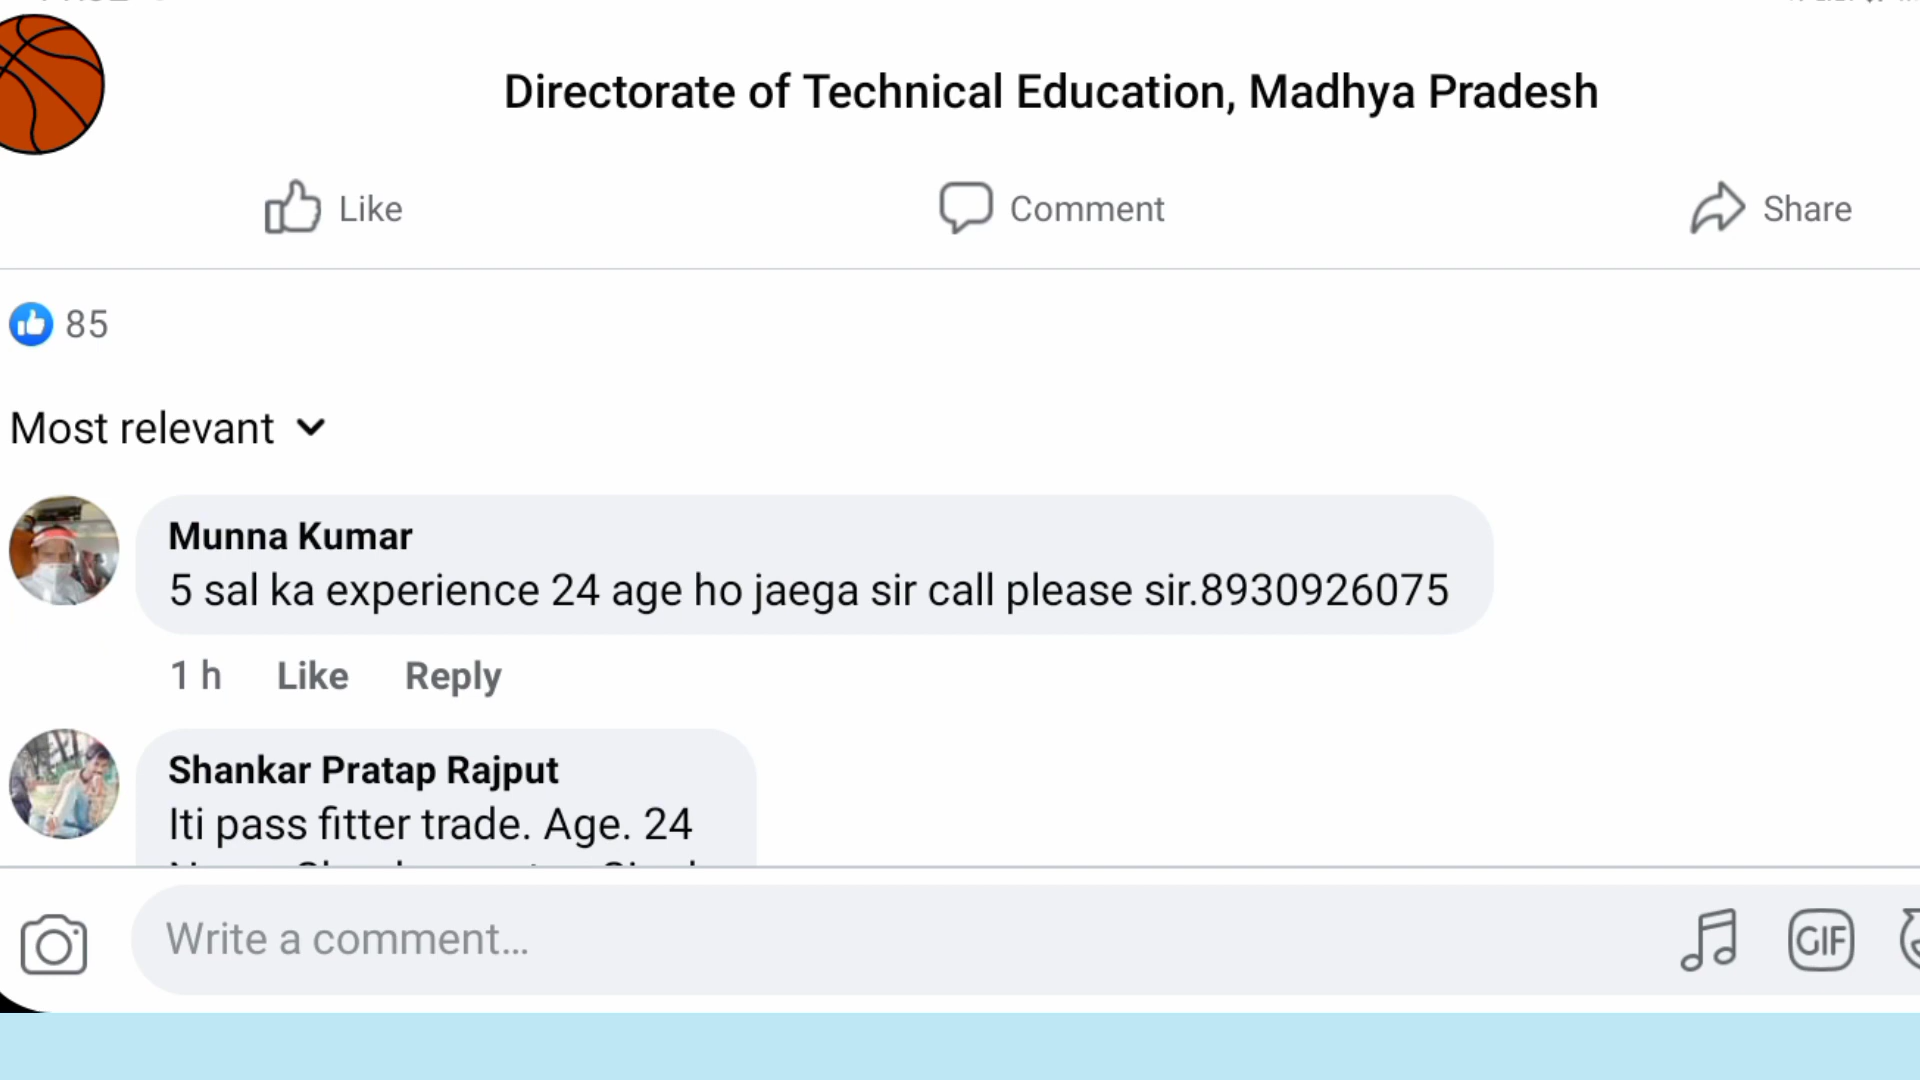 Directorate of Technical Education, Madhya Pradesh
Like
Comment
Share
85
Most relevant
Munna Kumar
5 sal ka experience 24 age ho jaega sir call please sir.8930926075
1 h Like Reply
Shankar Pratap Rajput
Iti pass fitter trade. Age. 24
Write a comment...
GIF